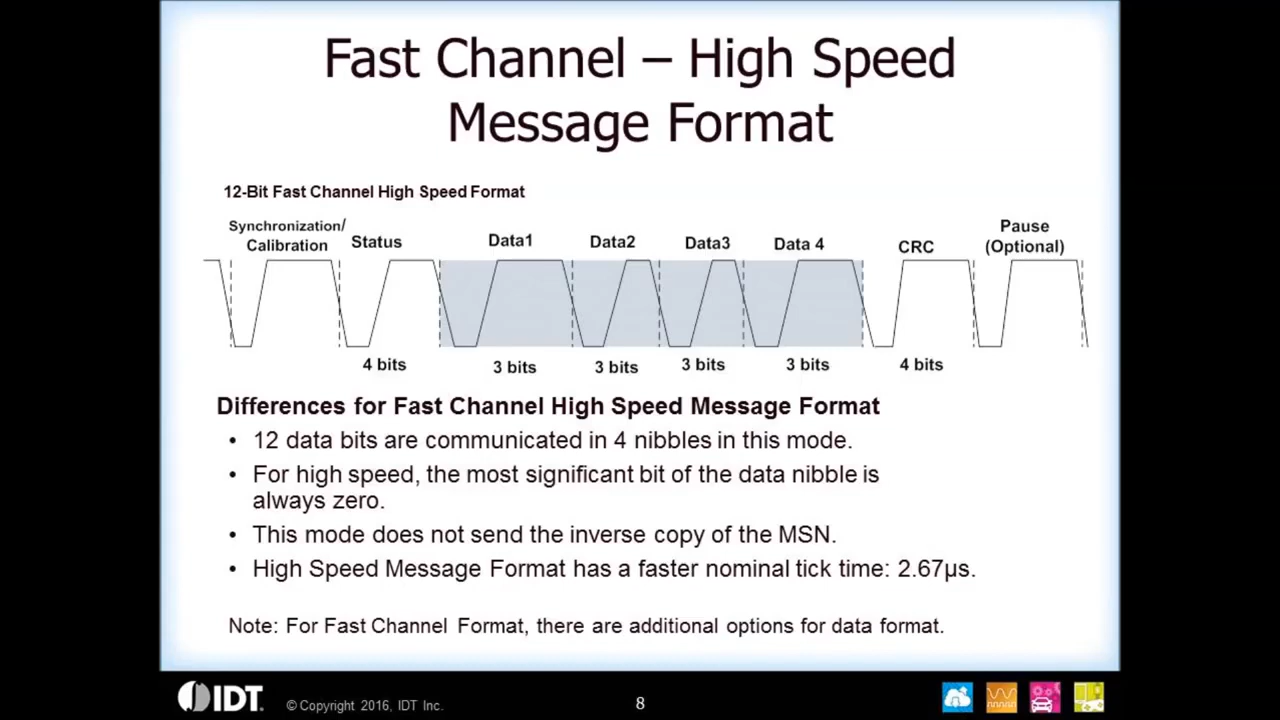 Fast Channel – High Speed
Message Format
12-Bit Fast Channel High Speed Format
Synchronization/
Calibration
Status
Data1
Data2
Data3
Data 4
CRC
Pause
(Optional)
4 bits
3 bits
3 bits
3 bits
3 bits
4 bits
Differences for Fast Channel High Speed Message Format
• 12 data bits are communicated in 4 nibbles in this mode.
• For high speed, the most significant bit of the data nibble is
always zero.
• This mode does not send the inverse copy of the MSN.
• High Speed Message Format has a faster nominal tick time: 2.67µs.
Note: For Fast Channel Format, there are additional options for data format.
IDT.
© Copyright 2016, IDT Inc.
8